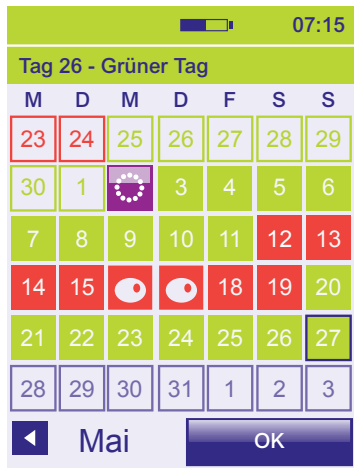 07:15
Tag 26 - Grüner Tag
M D M D F S S
23 24 25 26 27 28 29
30 1 3 4 5 6
7 8 9 10 11 12 13
14 15 18 19 20
21 22 23 24 25 26 27
28 29 30 31 1 2 3
Mai OK